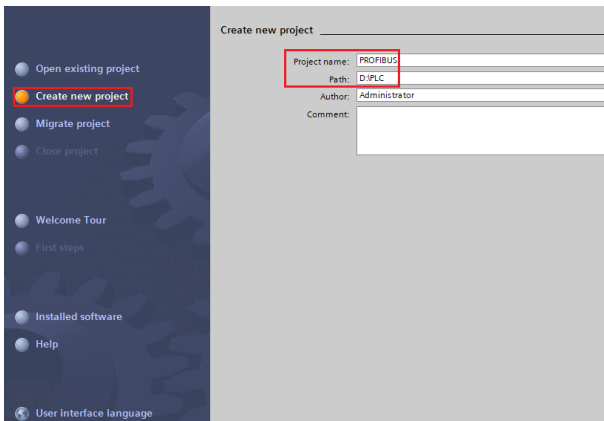 Create new project
Project name: PROFIBUS
Path: D:\PLC
Author: Administrator
Comment:
Open existing project
Create new project
Migrate project
Close project
Welcome Tour
First steps
Installed software
Help
User interface language